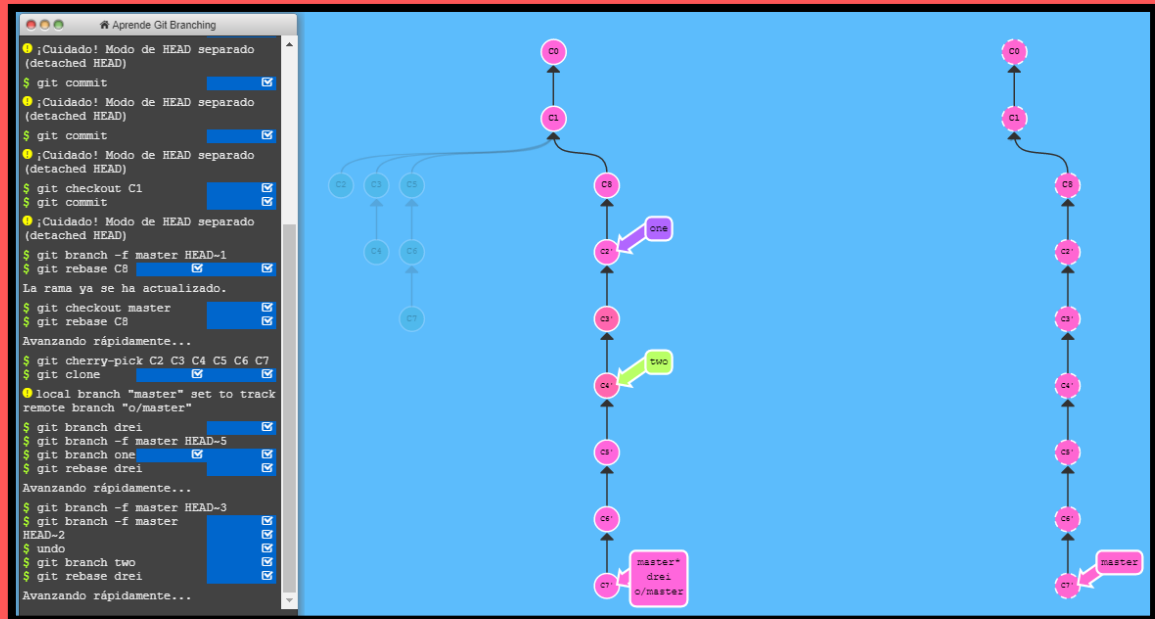 Aprende Git Branching
¡Cuidado! Modo de HEAD separado
(detached HEAD)
$ git commit
¡Cuidado! Modo de HEAD separado
(detached HEAD)
$ git commit
¡Cuidado! Modo de HEAD separado
(detached HEAD)
$ git checkout C1
$ git commit
¡Cuidado! Modo de HEAD separado
(detached HEAD)
$ git branch -f master HEAD~1
$ git rebase C8
La rama ya se ha actualizado.
$ git checkout master
$ git rebase C8
Avanzando rápidamente...
$ git cherry-pick C2 C3 C4 C5 C6 C7
$ git clone
local branch "master" set to track
remote branch "o/master"
$ git branch drei
$ git branch -f master HEAD~5
$ git branch one
$ git rebase drei
Avanzando rápidamente...
$ git branch -f master HEAD~3
$ git branch -f master
HEAD~2
$ undo
$ git branch two
$ git rebase drei
Avanzando rápidamente...
C0
C1
C2 C3 C5 C8
C4 C6 C2' one
C7 C3'
C4' two
C5'
C6'
C7' master*
drei
o/master
C0
C1
C8
C2'
C3'
C4'
C5'
C6'
C7' master